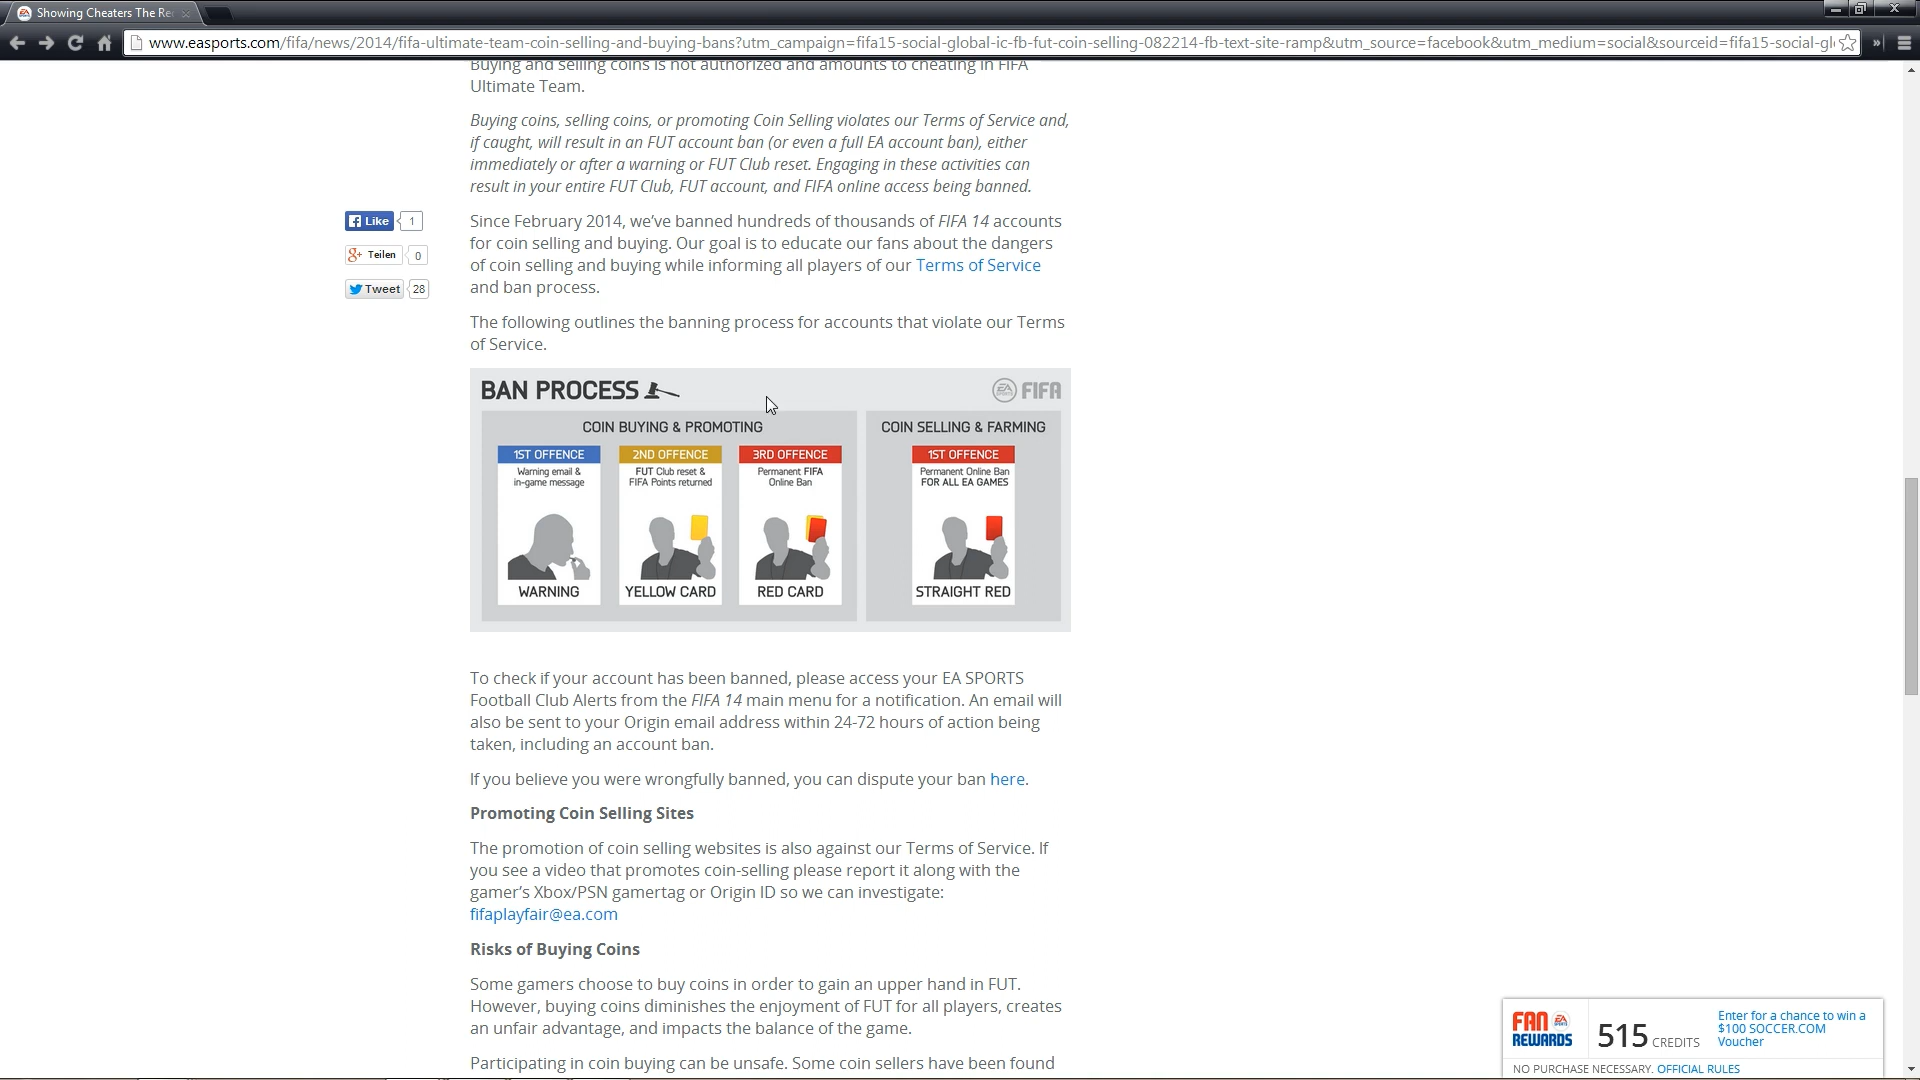 Showing Cheaters The Re
www.easports.com/fifa/news/2014/fifa-ultimate-team-coin-selling-and-buying-bans?utm_campaign=fifa15-social-global-ic-fb-fut-coin-selling-082214-fb-text-site-ramp&utm_source=facebook&utm_medium=social&sourceid=fifa15-social-gl
Buying and selling coins is not authorized and amounts to cheating in FIFA
Ultimate Team.
Buying coins, selling coins, or promoting Coin Selling violates our Terms of Service and,
if caught, will result in an FUT account ban (or even a full EA account ban), either
immediately or after a warning or FUT Club reset. Engaging in these activities can
result in your entire FUT Club, FUT account, and FIFA online access being banned.
Like 1
Teilen 0
Tweet 28
Since February 2014, we've banned hundreds of thousands of FIFA 14 accounts
for coin selling and buying. Our goal is to educate our fans about the dangers
of coin selling and buying while informing all players of our Terms of Service
and ban process.
The following outlines the banning process for accounts that violate our Terms
of Service.
BAN PROCESS
EA SPORTS FIFA
COIN BUYING & PROMOTING
1ST OFFENCE
Warning email &
in-game message
WARNING
2ND OFFENCE
FUT Club reset &
FIFA Points returned
YELLOW CARD
3RD OFFENCE
Permanent FIFA
Online Ban
RED CARD
COIN SELLING & FARMING
1ST OFFENCE
Permanent Online Ban
FOR ALL EA GAMES
STRAIGHT RED
To check if your account has been banned, please access your EA SPORTS
Football Club Alerts from the FIFA 14 main menu for a notification. An email will
also be sent to your Origin email address within 24-72 hours of action being
taken, including an account ban.
If you believe you were wrongfully banned, you can dispute your ban here.
Promoting Coin Selling Sites
The promotion of coin selling websites is also against our Terms of Service. If
you see a video that promotes coin-selling please report it along with the
gamer's Xbox/PSN gamertag or Origin ID so we can investigate:
fifaplayfair@ea.com
Risks of Buying Coins
Some gamers choose to buy coins in order to gain an upper hand in FUT.
However, buying coins diminishes the enjoyment of FUT for all players, creates
an unfair advantage, and impacts the balance of the game.
Participating in coin buying can be unsafe. Some coin sellers have been found
FAN REWARDS
515 CREDITS
Enter for a chance to win a
$100 SOCCER.COM
Voucher
NO PURCHASE NECESSARY. OFFICIAL RULES